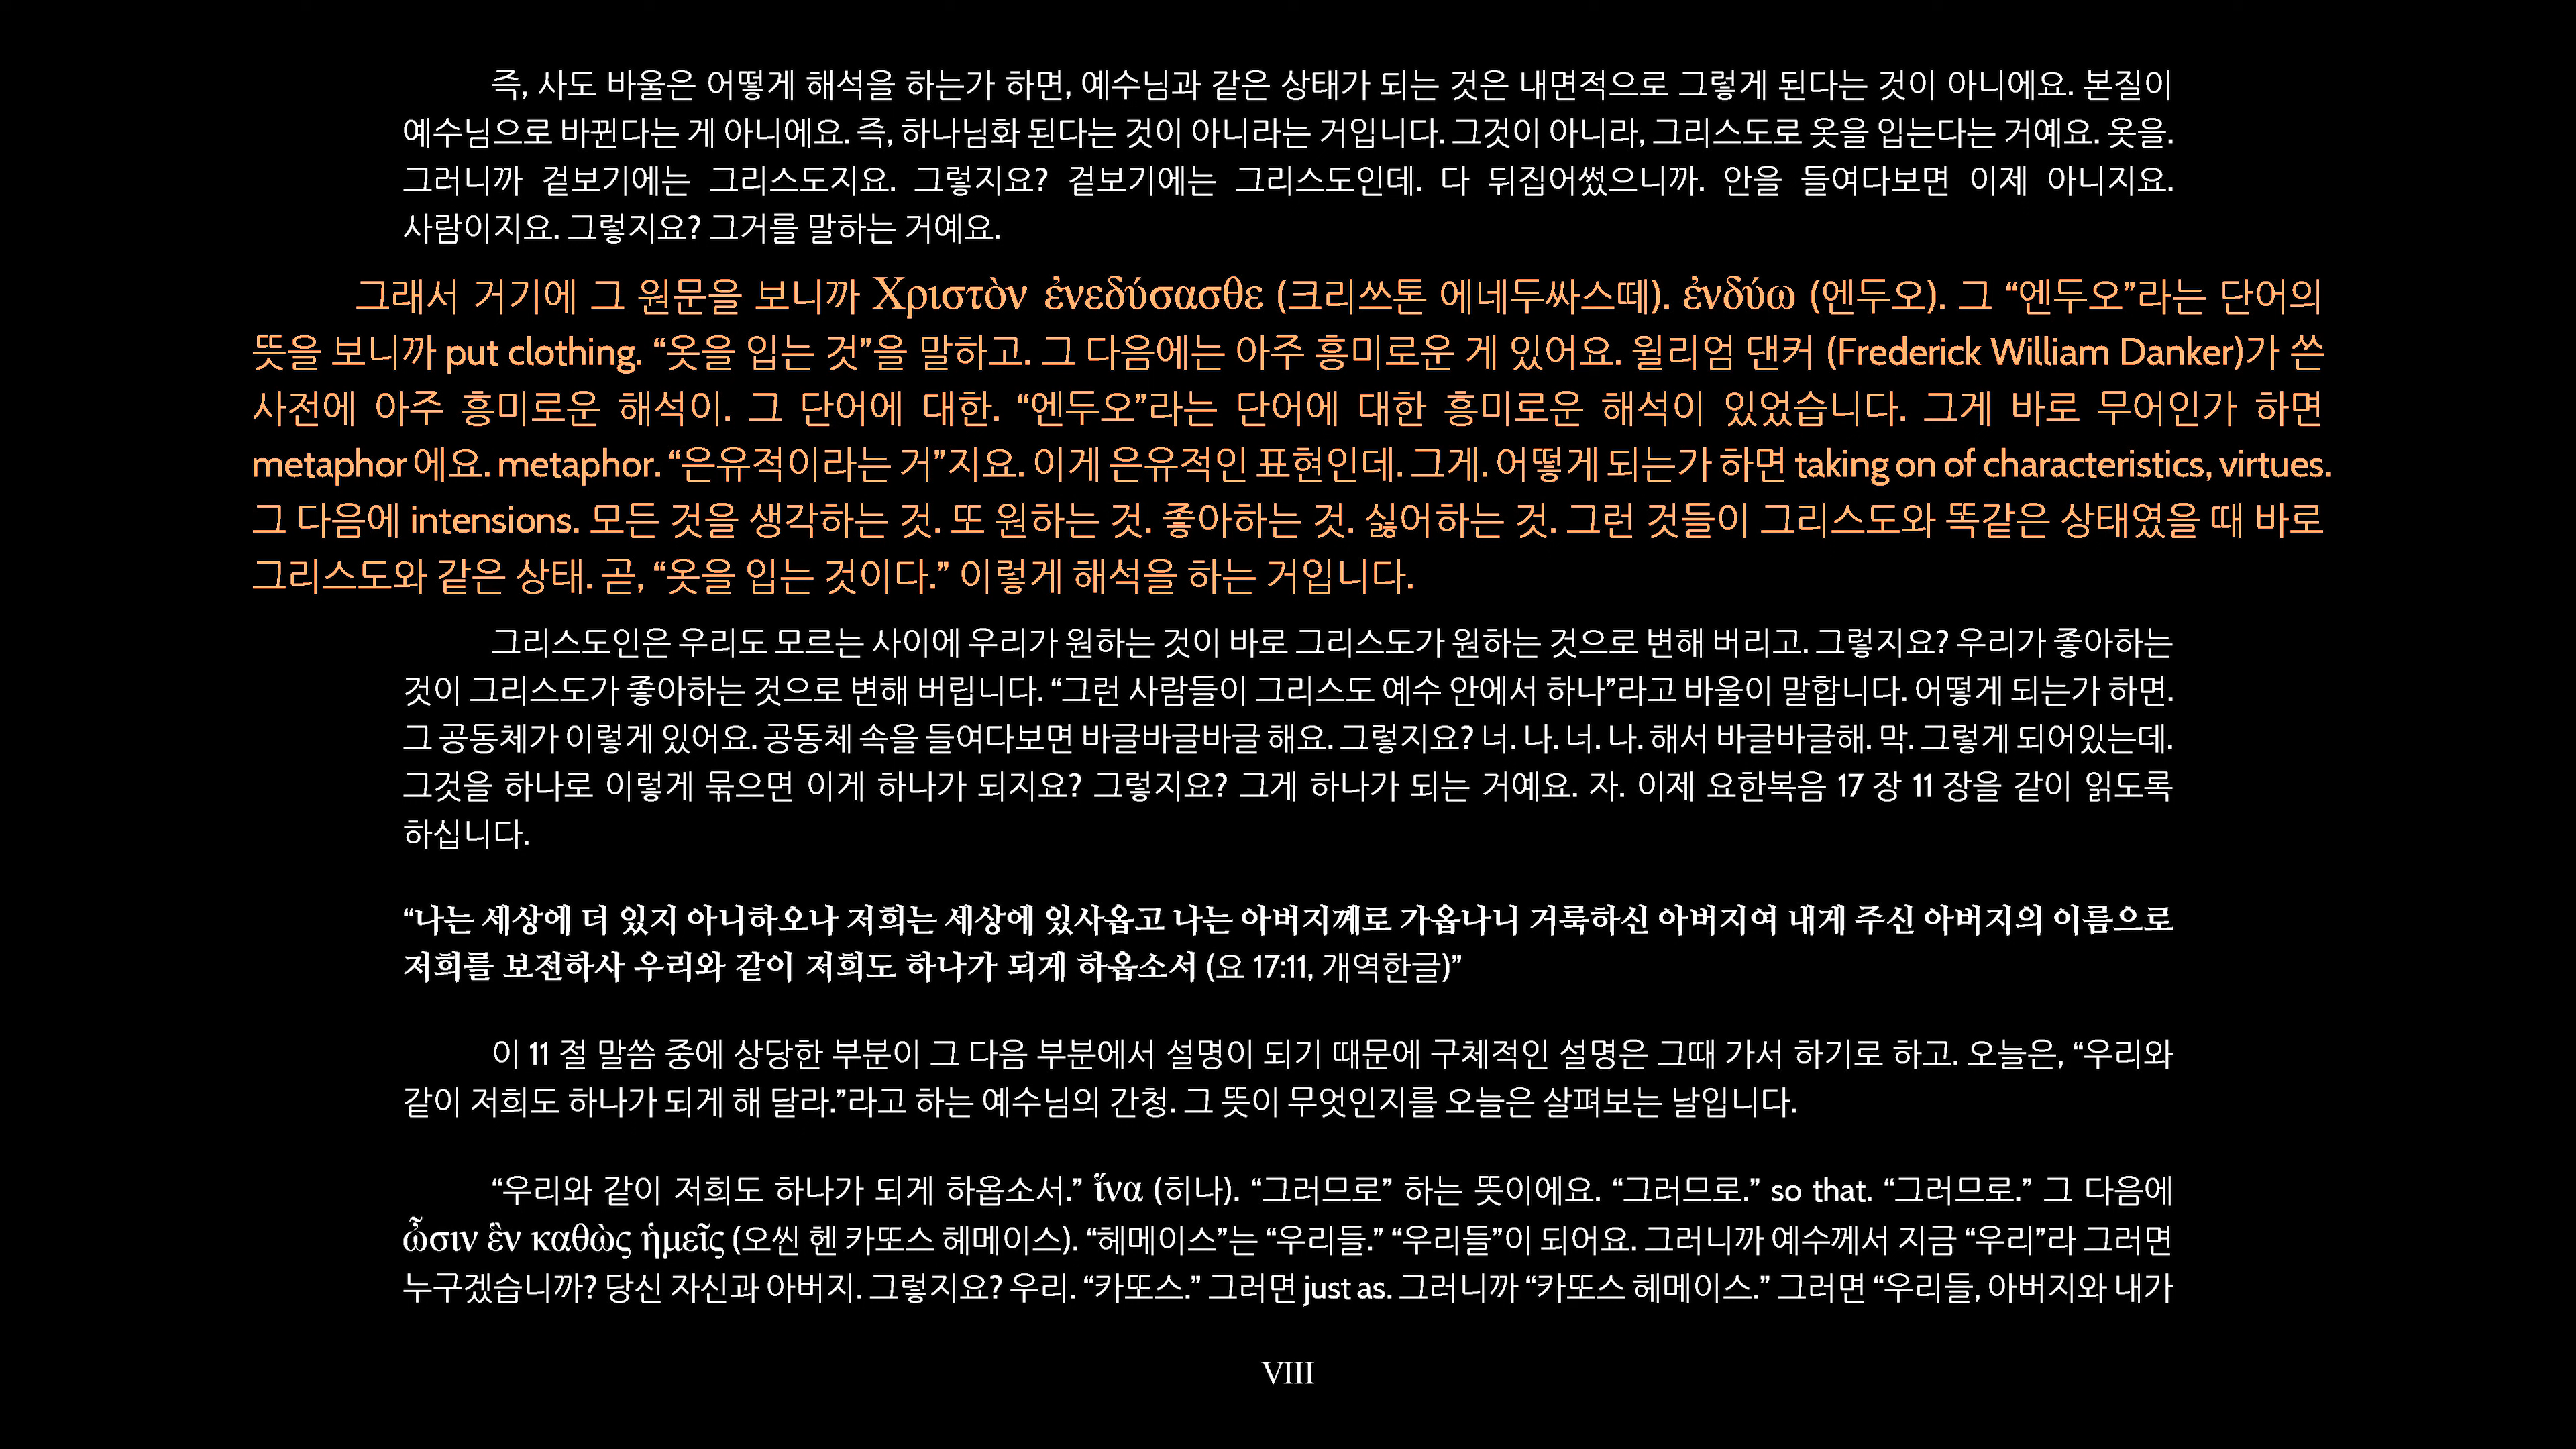 즉, 사도 바울은 어떻게 해석을 하는가 하면, 예수님과 같은 상태가 되는 것은 내면적으로 그렇게 된다는 것이 아니에요. 본질이
예수님으로 바뀐다는 게 아니에요. 즉, 하나님화 된다는 것이 아니라는 거입니다. 그것이 아니라, 그리스도로 옷을 입는다는 거예요. 옷을.
그러니까 겉보기에는 그리스도지요. 그렇지요? 겉보기에는 그리스도인데. 다 뒤집어썼으니까. 안을 들여다보면 이제 아니지요.
사람이지요. 그렇지요? 그거를 말하는 거예요.
그래서 거기에 그 원문을 보니까 Χριστὸν ἐνεδύσασθε (크리쓰톤 에네두싸스떼). ἐνδύω (엔두오). 그 “엔두오”라는 단어의
뜻을 보니까 put clothing. “옷을 입는 것”을 말하고. 그 다음에는 아주 흥미로운 게 있어요. 윌리엄 댄커 (Frederick William Danker)가 쓴
사전에 아주 흥미로운 해석이. 그 단어에 대한. “엔두오”라는 단어에 대한 흥미로운 해석이 있었습니다. 그게 바로 무어인가 하면
metaphor에요. metaphor. “은유적이라는 거”지요. 이게 은유적인 표현인데. 그게. 어떻게 되는가 하면 taking on of characteristics, virtues.
그 다음에 intensions. 모든 것을 생각하는 것. 또 원하는 것. 좋아하는 것. 싫어하는 것. 그런 것들이 그리스도와 똑같은 상태였을 때 바로
그리스도와 같은 상태. 곧, “옷을 입는 것이다.” 이렇게 해석을 하는 거입니다.
그리스도인은 우리도 모르는 사이에 우리가 원하는 것이 바로 그리스도가 원하는 것으로 변해 버리고. 그렇지요? 우리가 좋아하는
것이 그리스도가 좋아하는 것으로 변해 버립니다. “그런 사람들이 그리스도 예수 안에서 하나”라고 바울이 말합니다. 어떻게 되는가 하면.
그 공동체가 이렇게 있어요. 공동체 속을 들여다보면 바글바글바글 해요. 그렇지요? 너. 나. 너. 나. 해서 바글바글해. 막. 그렇게 되어있는데.
그것을 하나로 이렇게 묶으면 이게 하나가 되지요? 그렇지요? 그게 하나가 되는 거예요. 자. 이제 요한복음 17 장 11 장을 같이 읽도록
하십니다.
“나는 세상에 더 있지 아니하오나 저희는 세상에 있사옵고 나는 아버지께로 가옵나니 거룩하신 아버지여 내게 주신 아버지의 이름으로
저희를 보전하사 우리와 같이 저희도 하나가 되게 하옵소서 (요 17:11, 개역한글)”
이 11 절 말씀 중에 상당한 부분이 그 다음 부분에서 설명이 되기 때문에 구체적인 설명은 그때 가서 하기로 하고. 오늘은, “우리와
같이 저희도 하나가 되게 해 달라.”라고 하는 예수님의 간청. 그 뜻이 무엇인지를 오늘은 살펴보는 날입니다.
“우리와 같이 저희도 하나가 되게 하옵소서.” ἵνα (히나). “그러므로” 하는 뜻이에요. “그러므로.” so that. “그러므로.” 그 다음에
ὦσιν ἓν καθὼς ἡμεῖς (오씬 헨 카또스 헤메이스). “헤메이스”는 “우리들.” “우리들”이 되어요. 그러니까 예수께서 지금 “우리”라 그러면
누구겠습니까? 당신 자신과 아버지. 그렇지요? 우리. “카또스.” 그러면 just as. 그러니까 “카또스 헤메이스.” 그러면 “우리들, 아버지와 내가
VIII